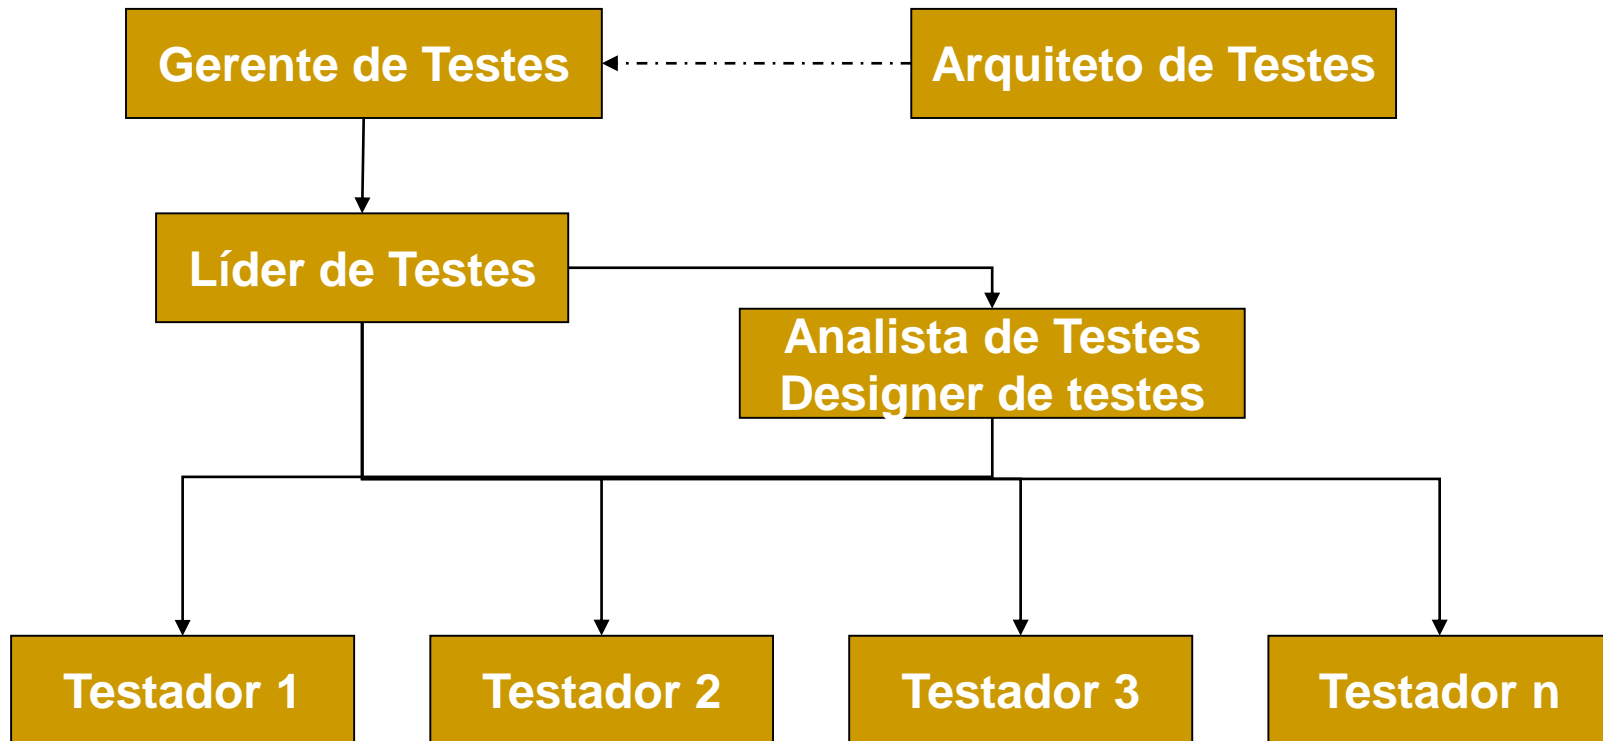 Gerente de Testes
Arquiteto de Testes
Líder de Testes
Analista de Testes
Designer de testes
Testador 1
Testador 2
Testador 3
Testador n